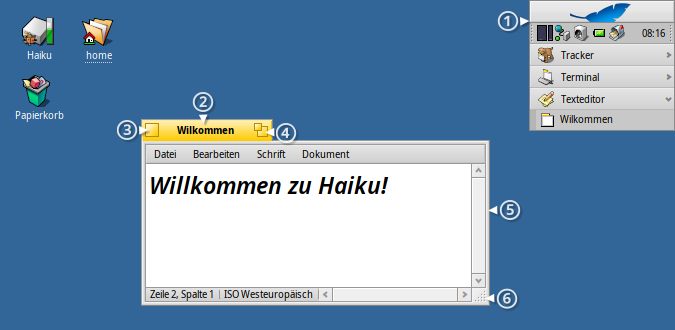 1
08:16
Haiku
home
Tracker
Terminal
Papierkorb
Texteditor
Wilkommen
2
3
Wilkommen
4
Datei Bearbeiten Schrift Dokument
Willkommen zu Haiku!
5
Zeile 2, Spalte 1 ISO Westeuropäisch
6